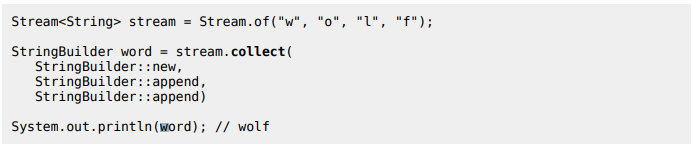 Stream<String> stream = Stream.of("w", "o", "l", "f");
StringBuilder word = stream.collect(
StringBuilder::new,
StringBuilder::append,
StringBuilder::append)
System.out.println(word); // wolf